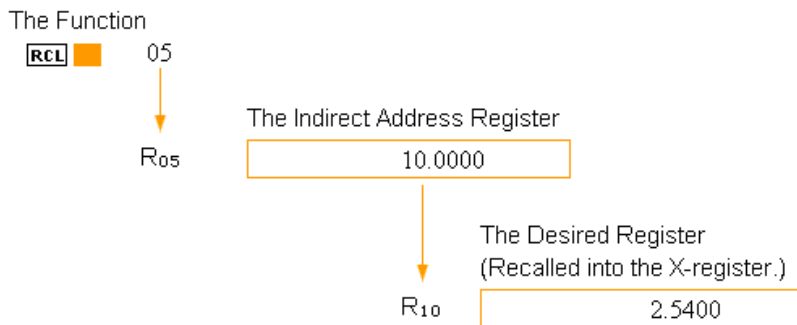 The Function
RCL 05
The Indirect Address Register
R05 10.0000
The Desired Register
(Recalled into the X-register.)
R10 2.5400